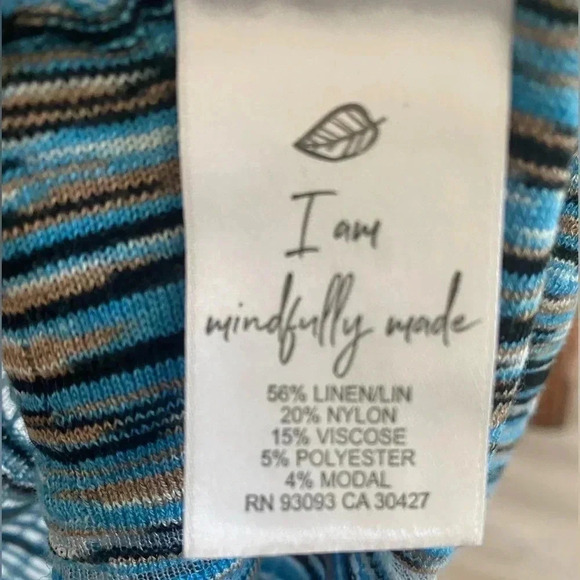 I am
mindfully made
56% LINEN/LIN
20% NYLON
15% VISCOSE
5% POLYESTER
4% MODAL
RN 93093 CA 30427